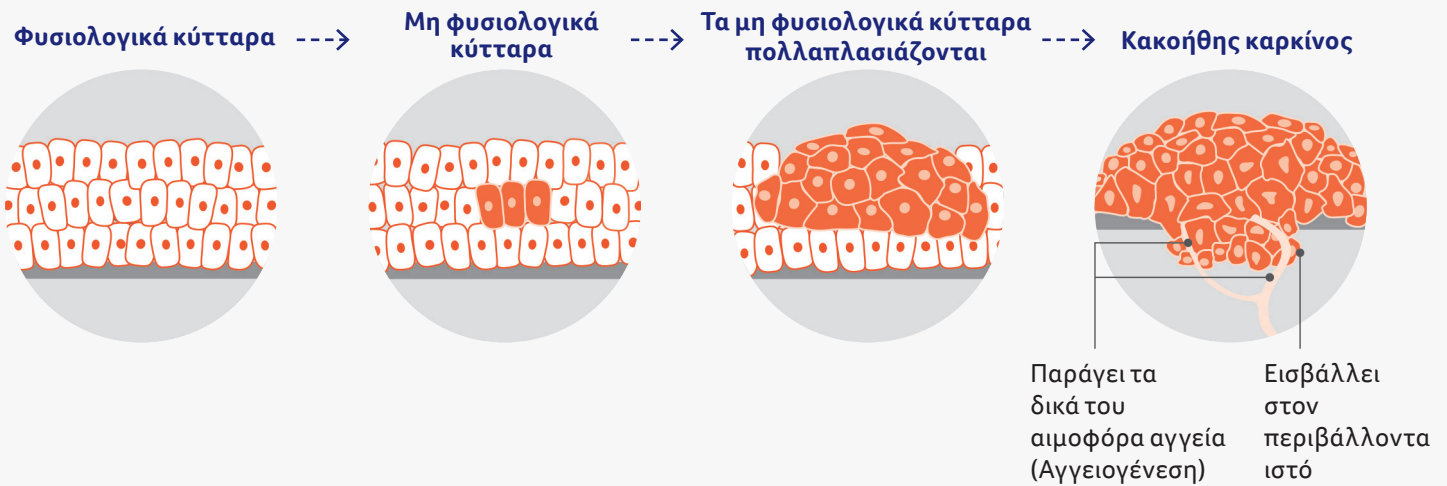 Φυσιολογικά κύτταρα
Μη φυσιολογικά
κύτταρα
Τα μη φυσιολογικά κύτταρα
πολλαπλασιάζονται
Κακοήθης καρκίνος
Παράγει τα
δικά του
αιμοφόρα αγγεία
(Αγγειογένεση)
Εισβάλλει
στον
περιβάλλοντα
ιστό